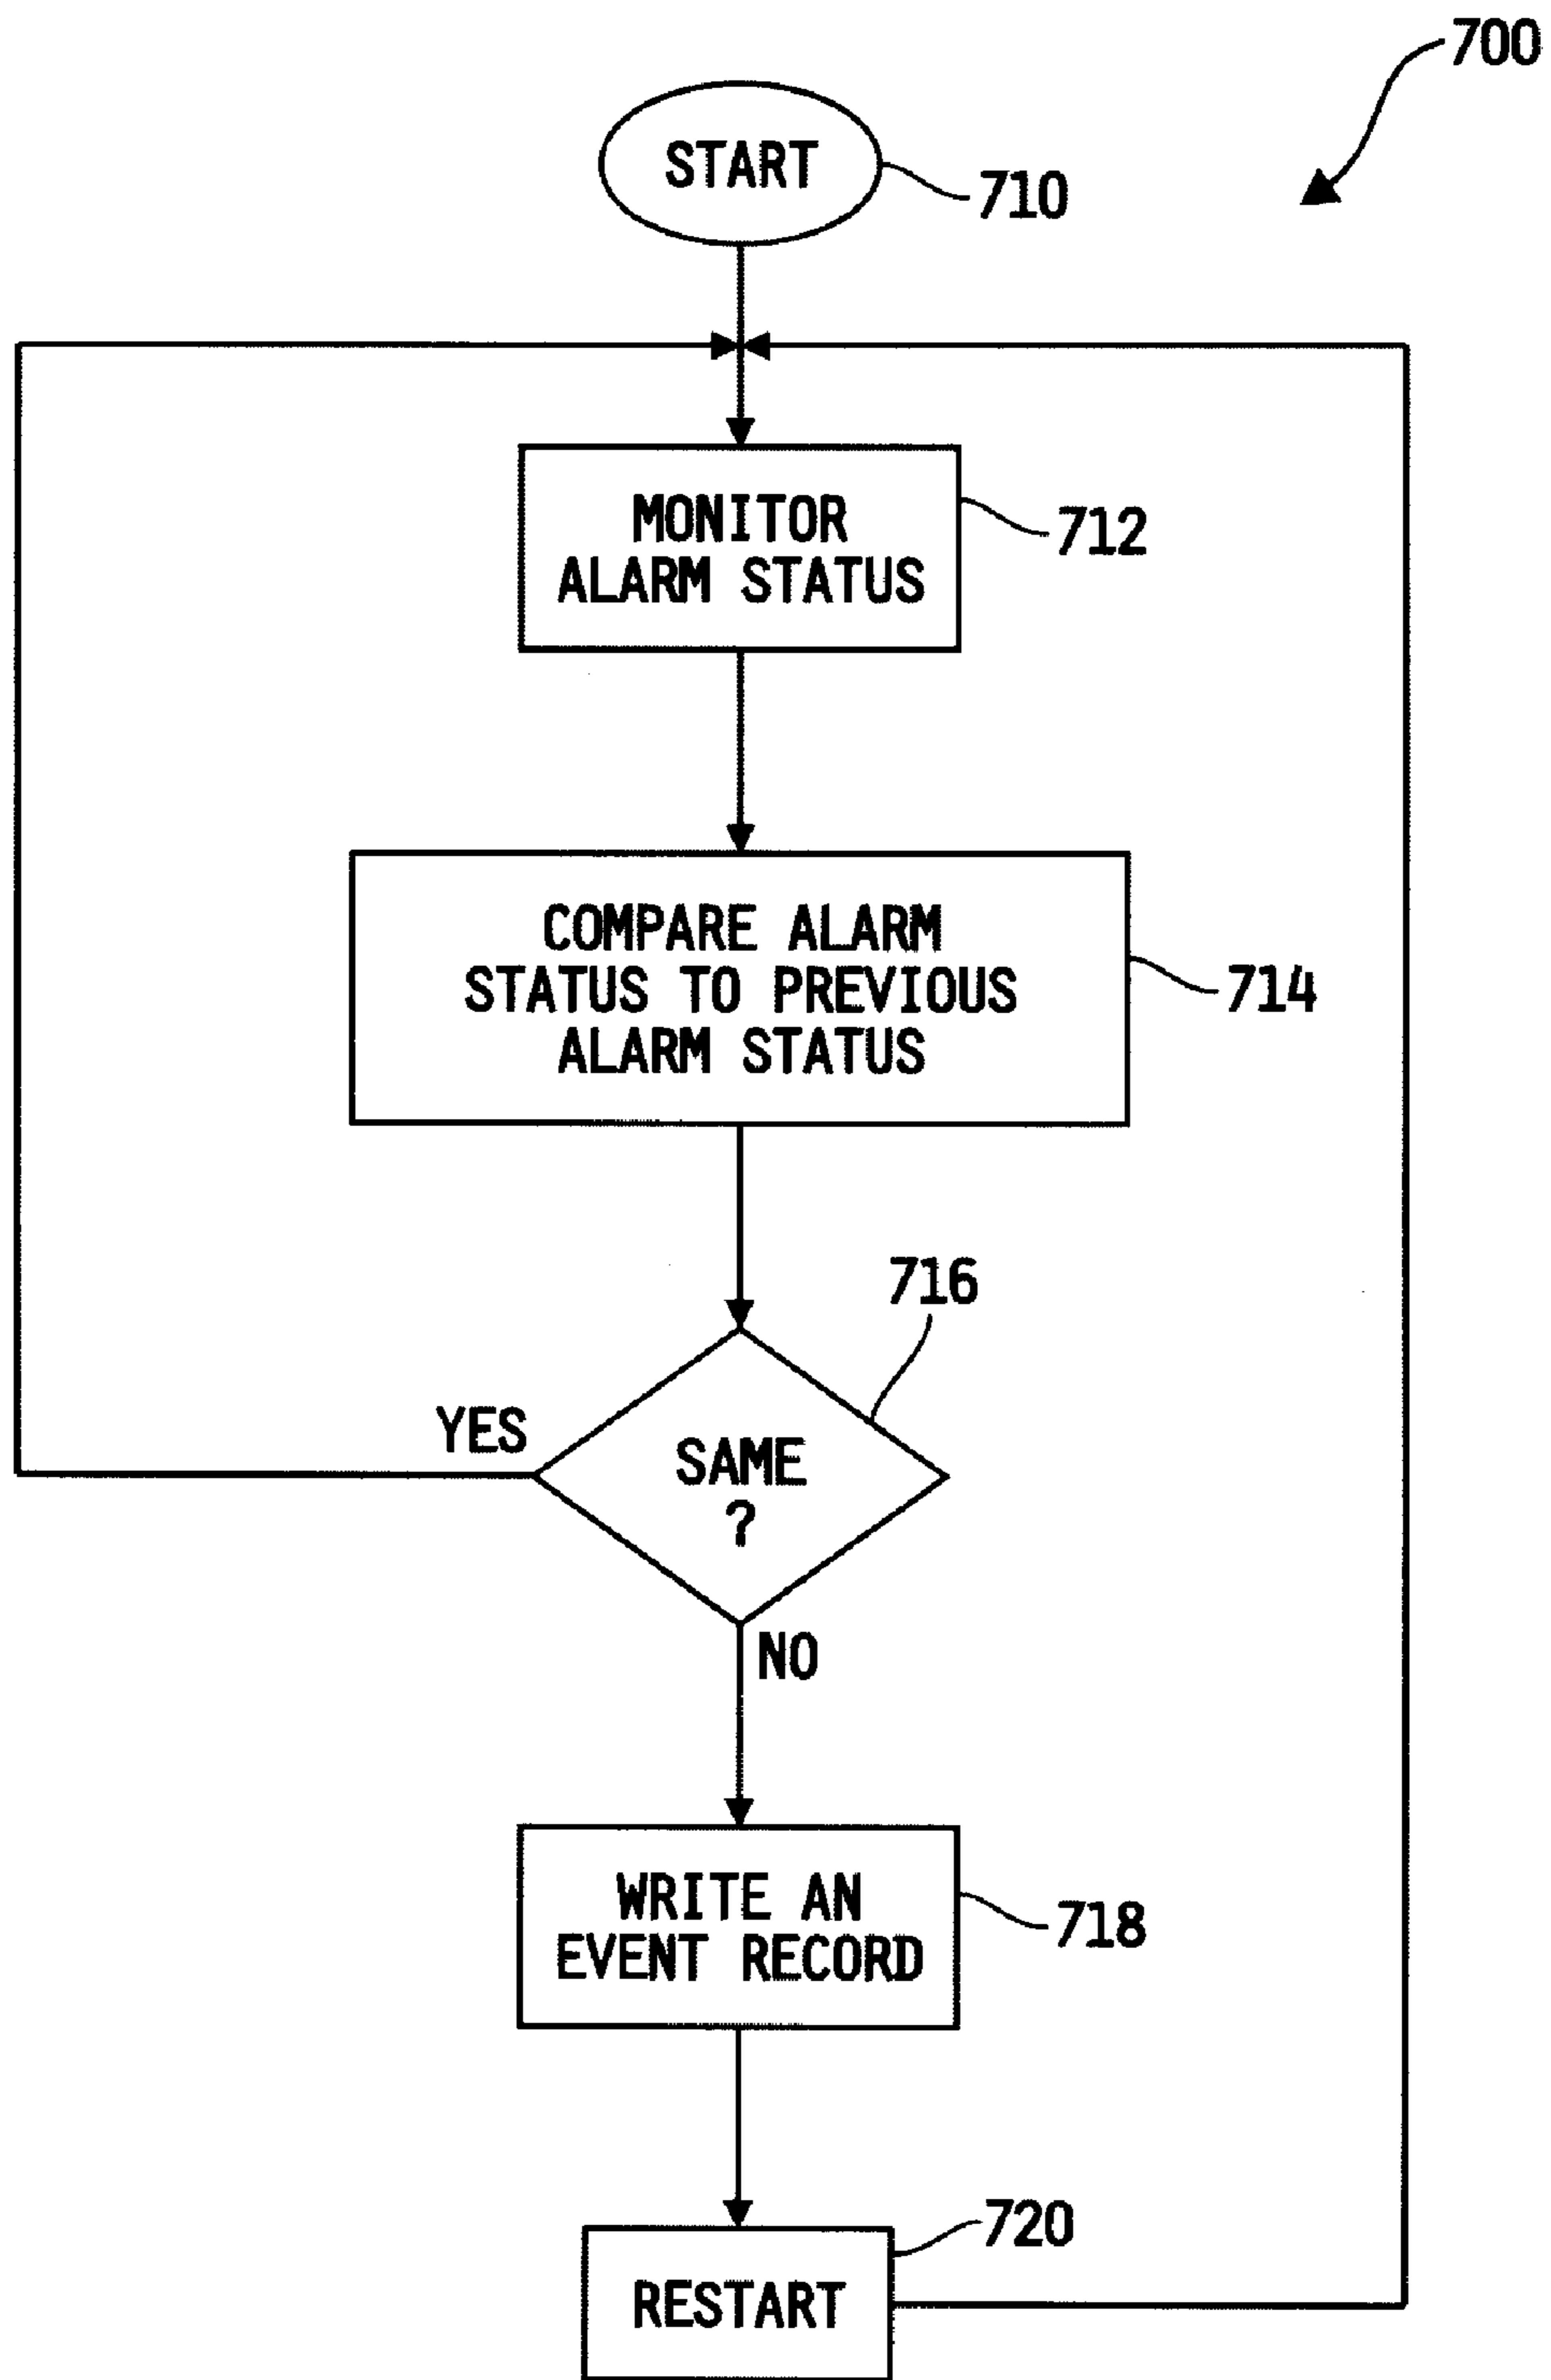 700
START
710
MONITOR
ALARM STATUS
712
COMPARE ALARM
STATUS TO PREVIOUS
ALARM STATUS
714
716
YES
SAME
?
NO
WRITE AN
EVENT RECORD
718
720
RESTART